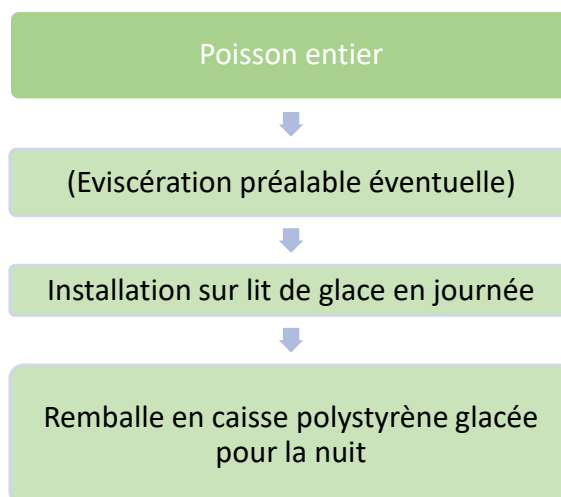 Poisson entier
(Eviscération préalable éventuelle)
Installation sur lit de glace en journée
Remballe en caisse polystyrène glacée
pour la nuit